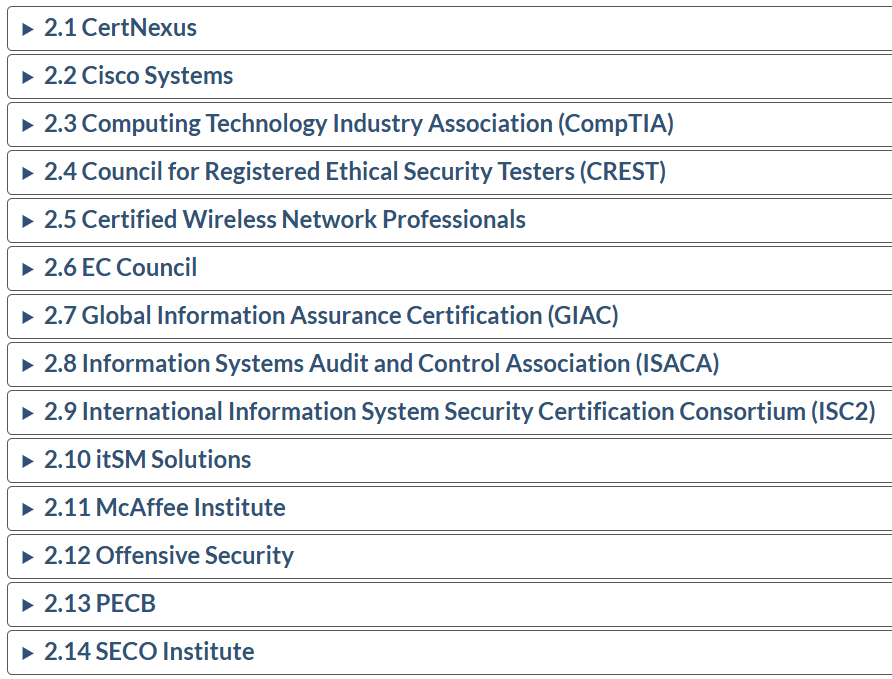 2.1 CertNexus
2.2 Cisco Systems
2.3 Computing Technology Industry Association (CompTIA)
2.4 Council for Registered Ethical Security Testers (CREST)
2.5 Certified Wireless Network Professionals
2.6 EC Council
2.7 Global Information Assurance Certification (GIAC)
2.8 Information Systems Audit and Control Association (ISACA)
2.9 International Information System Security Certification Consortium (ISC2)
2.10 itSM Solutions
2.11 McAffee Institute
2.12 Offensive Security
2.13 PECB
2.14 SECO Institute